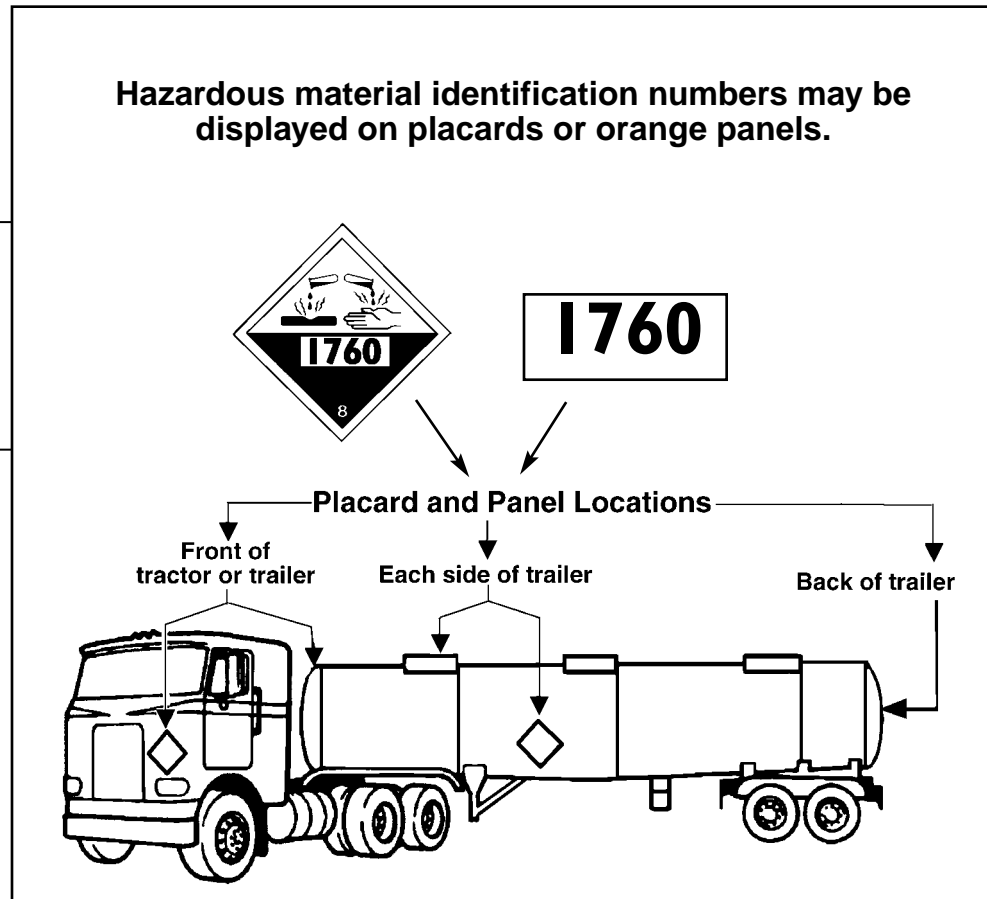 Hazardous material identification numbers may be
displayed on placards or orange panels.
1760
8
1760
Placard and Panel Locations
Front of
tractor or trailer
Each side of trailer
Back of trailer